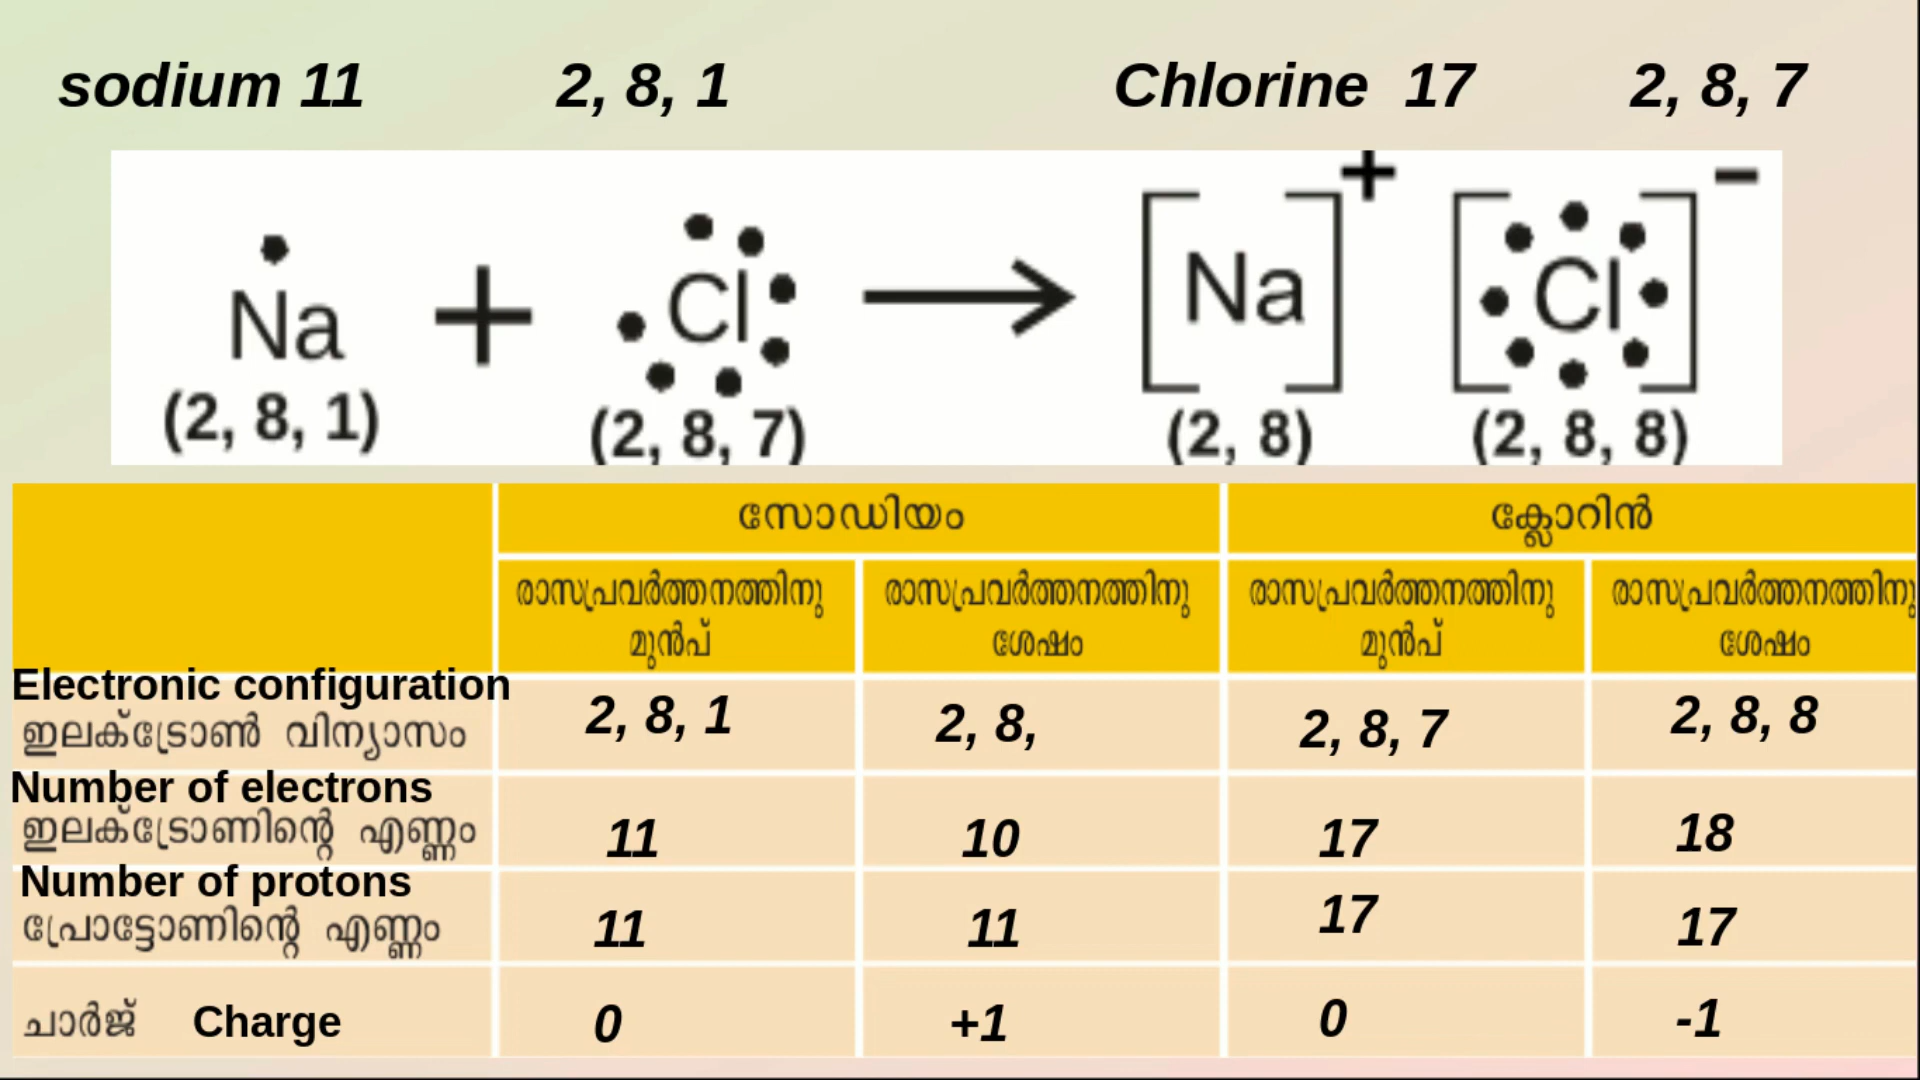 sodium 11 2, 8, 1 Chlorine 17 2, 8, 7
Na + Cl → [Na]+ [Cl]−
(2, 8, 1) (2, 8, 7) (2, 8) (2, 8, 8)
സോഡിയം ക്ലോറിൻ
രാസപ്രവർത്തനത്തിനു രാസപ്രവർത്തനത്തിനു രാസപ്രവർത്തനത്തിനു രാസപ്രവർത്തനത്തിനു
മുൻപ് ശേഷം മുൻപ് ശേഷം
Electronic configuration
ഇലക്ട്രോൺ വിന്യാസം 2, 8, 1 2, 8, 2, 8, 7 2, 8, 8
Number of electrons
ഇലക്ട്രോണിന്റെ എണ്ണം 11 10 17 18
Number of protons
പ്രോട്ടോണിന്റെ എണ്ണം 11 11 17 17
ചാർജ് Charge 0 +1 0 -1